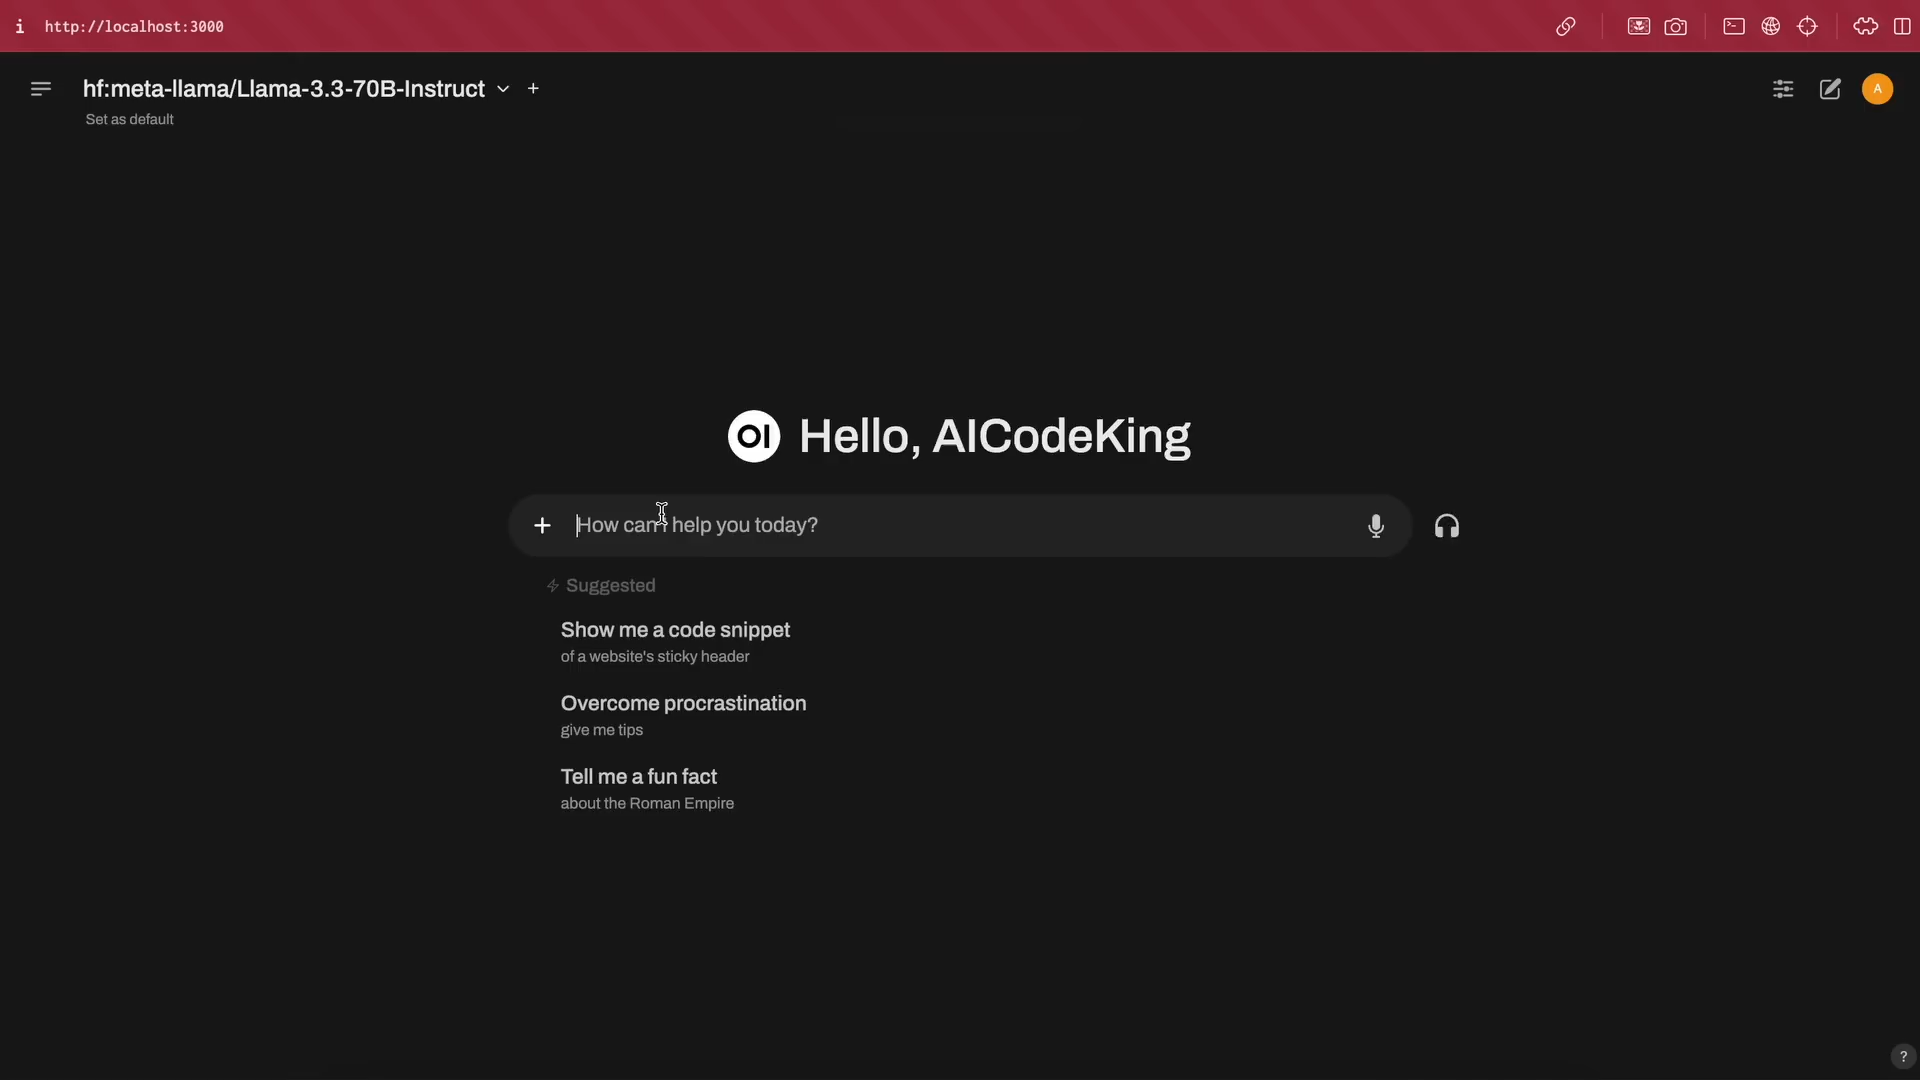 http://localhost:3000
hf:meta-llama/Llama-3.3-70B-Instruct
Set as default
A
OI Hello, AICodeKing
How can I help you today?
Suggested
Show me a code snippet
of a website's sticky header
Overcome procrastination
give me tips
Tell me a fun fact
about the Roman Empire
?